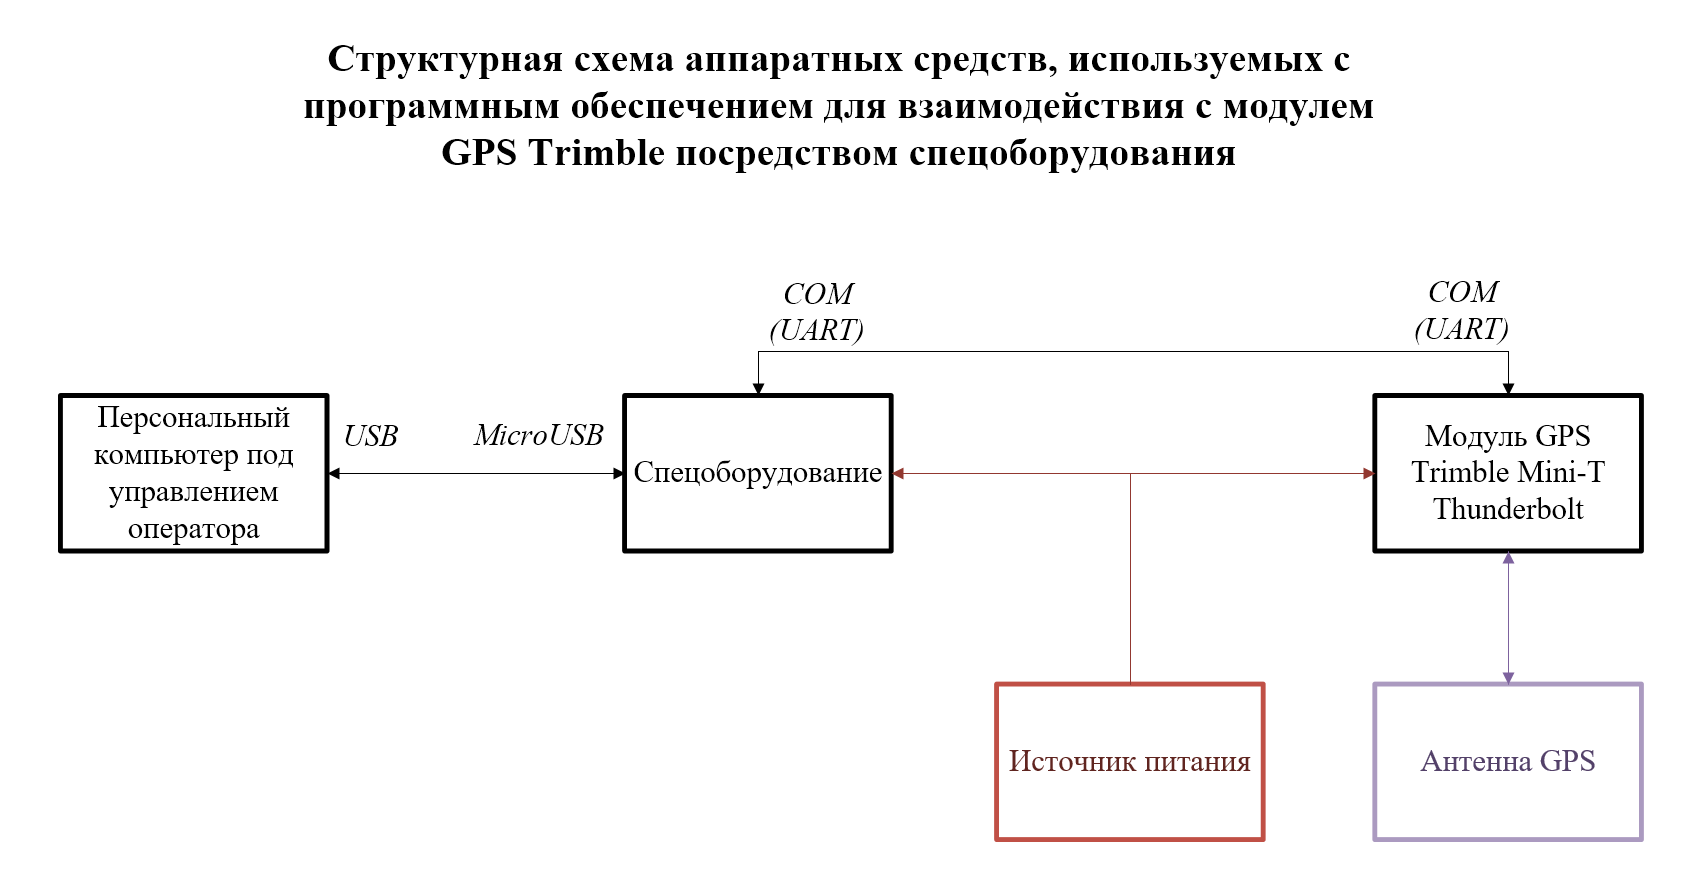 Структурная схема аппаратных средств, используемых с
программным обеспечением для взаимодействия с модулем
GPS Trimble посредством спецоборудования
COM
(UART)
COM
(UART)
Персональный
компьютер под
управлением
оператора
USB
MicroUSB
Спецоборудование
Модуль GPS
Trimble Mini-T
Thunderbolt
Источник питания
Антенна GPS